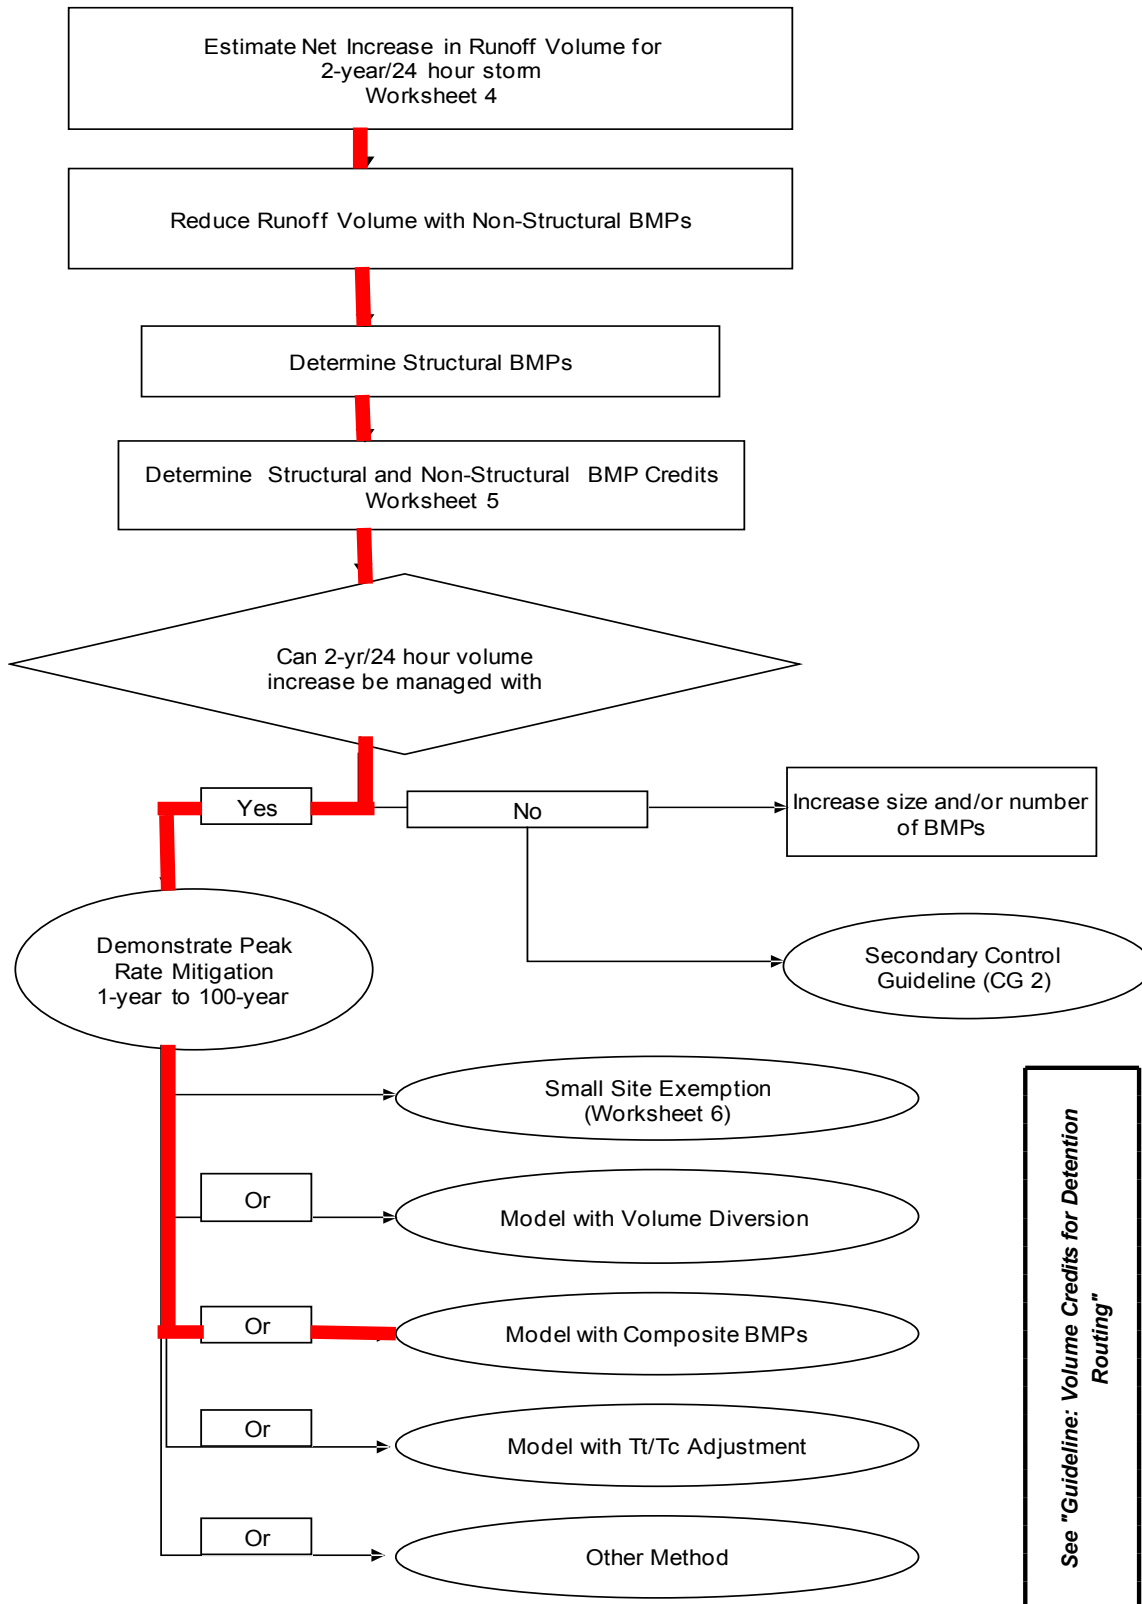 Estimate Net Increase in Runoff Volume for
2-year/24 hour storm
Worksheet 4
Reduce Runoff Volume with Non-Structural BMPs
Determine Structural BMPs
Determine Structural and Non-Structural BMP Credits
Worksheet 5
Can 2-yr/24 hour volume
increase be managed with
Yes
No
Increase size and/or number
of BMPs
Demonstrate Peak
Rate Mitigation
1-year to 100-year
Secondary Control
Guideline (CG 2)
Small Site Exemption
(Worksheet 6)
Or
Model with Volume Diversion
Or
Model with Composite BMPs
Or
Model with Tt/Tc Adjustment
Or
Other Method
See "Guideline: Volume Credits for Detention
Routing"